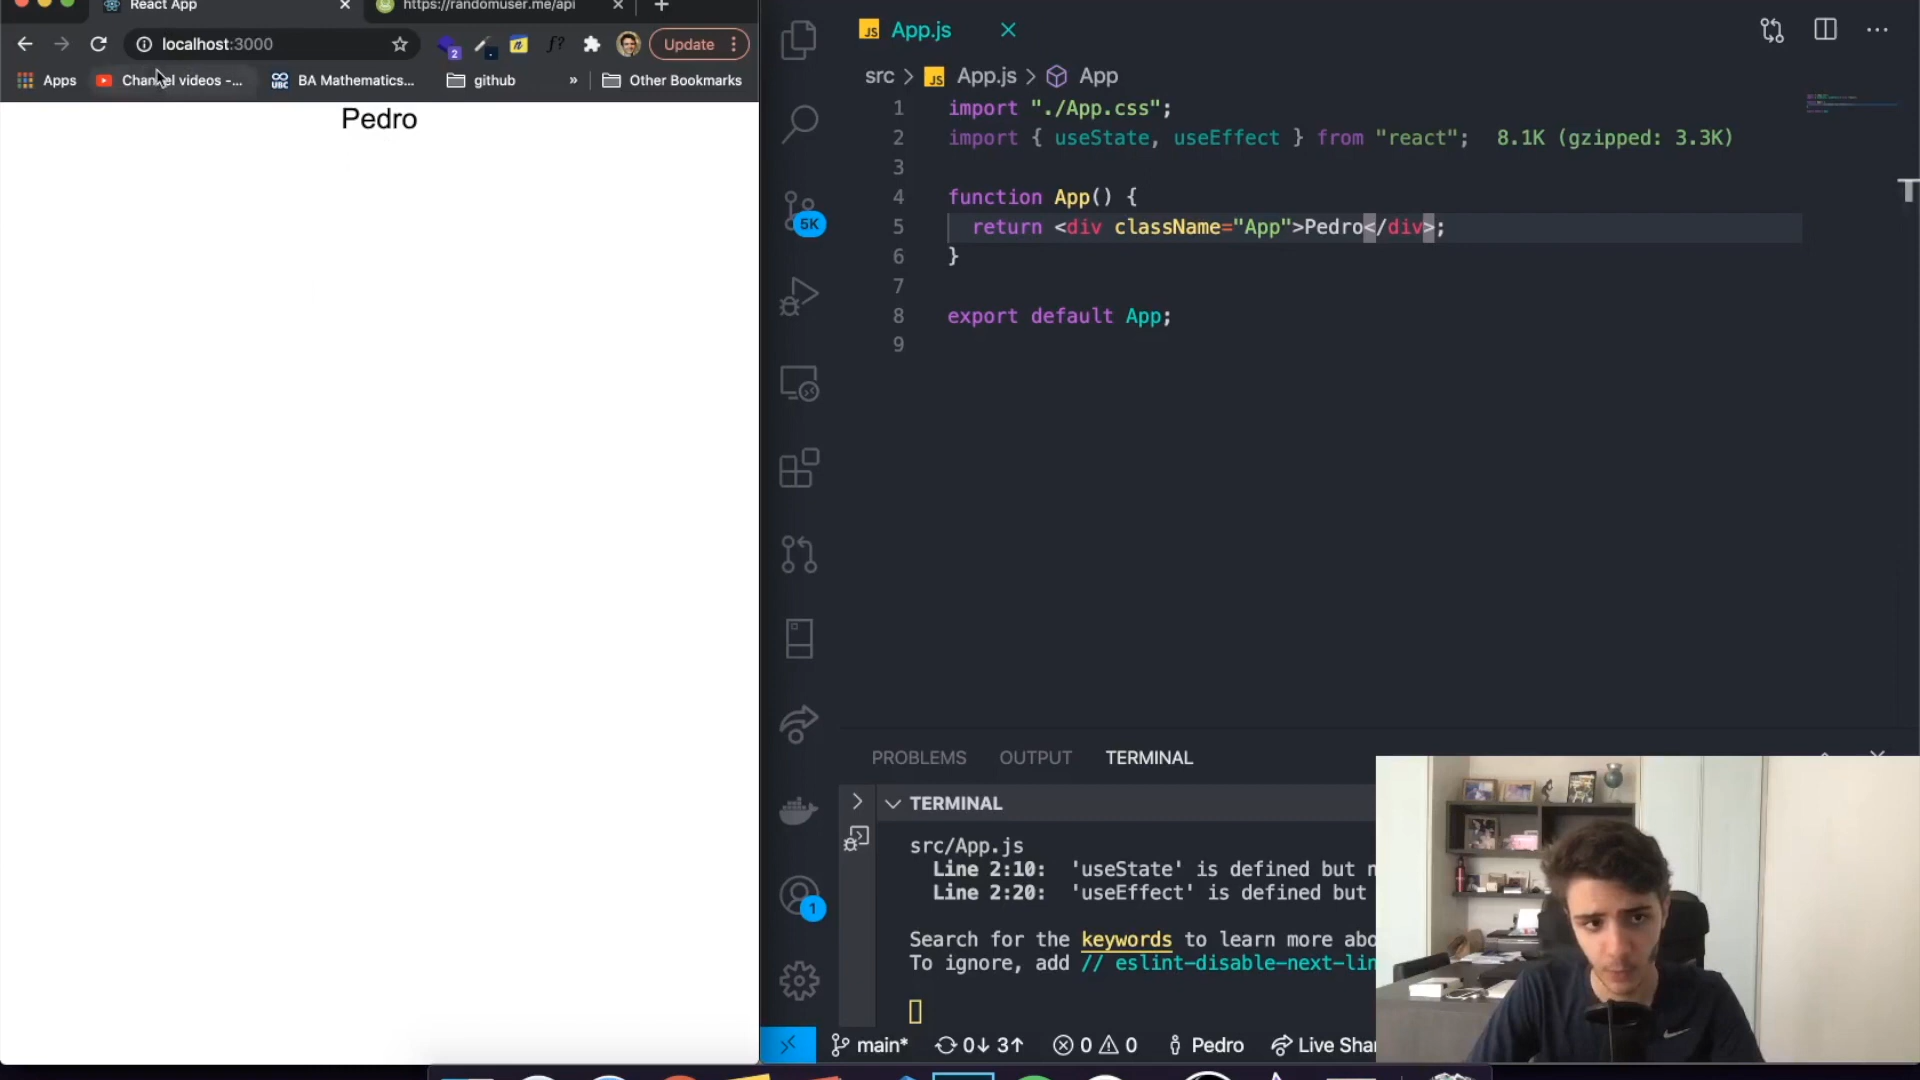 React App
https://randomuser.me/api
localhost:3000
2
Update
Apps
Channel videos -...
UBC
BA Mathematics...
github
»
Other Bookmarks
Pedro
JS App.js
src > JS App.js > App
1 import "./App.css";
2 import { useState, useEffect } from "react"; 8.1K (gzipped: 3.3K)
3
4 function App() {
5 return <div className="App">Pedro</div>;
6 }
7
8 export default App;
9
5K
1
PROBLEMS OUTPUT TERMINAL
TERMINAL
src/App.js
Line 2:10: 'useState' is defined but
Line 2:20: 'useEffect' is defined but
Search for the keywords to learn more
To ignore, add // eslint-disable-next-
main* 0↓ 3↑ 0 0 Pedro Live